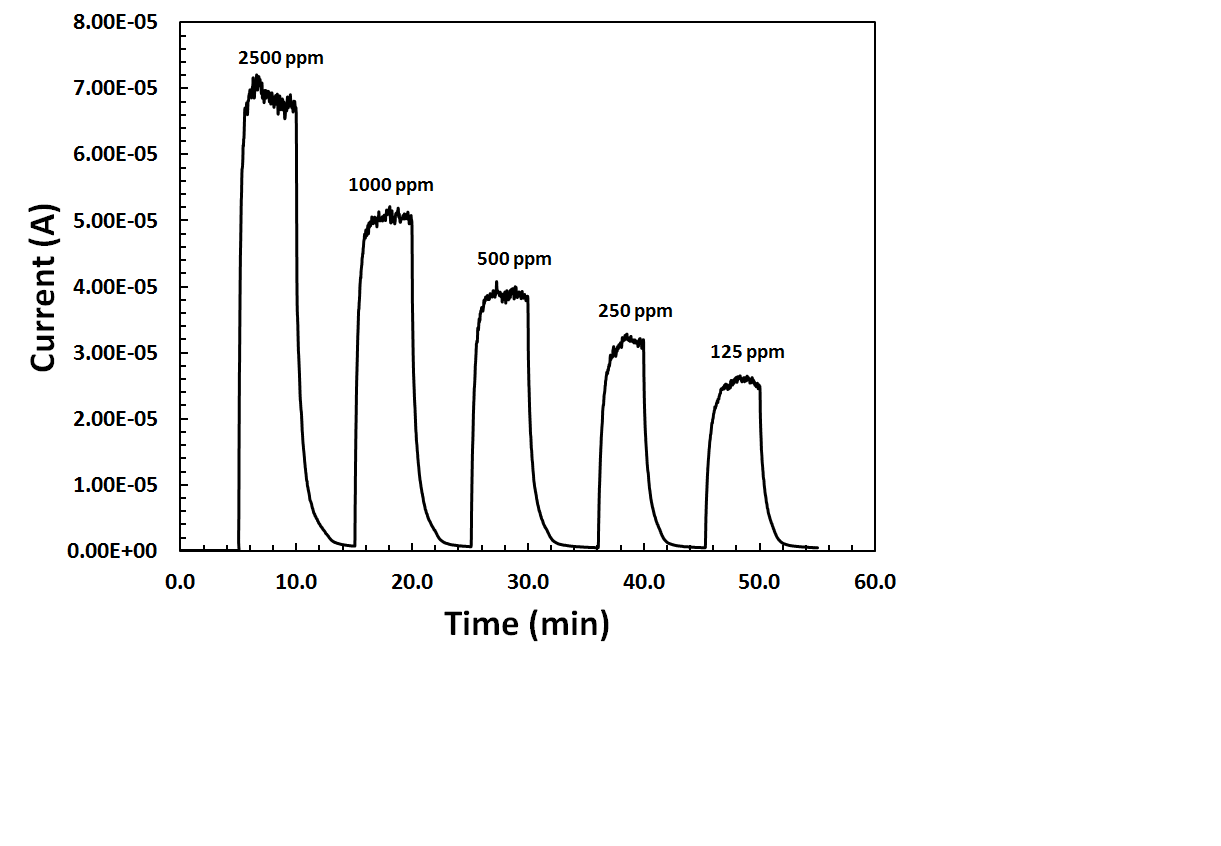 8.00E-05
7.00E-05
6.00E-05
5.00E-05
4.00E-05
3.00E-05
2.00E-05
1.00E-05
0.00E+00
Current (A)
2500 ppm
1000 ppm
500 ppm
250 ppm
125 ppm
0.0 10.0 20.0 30.0 40.0 50.0 60.0
Time (min)